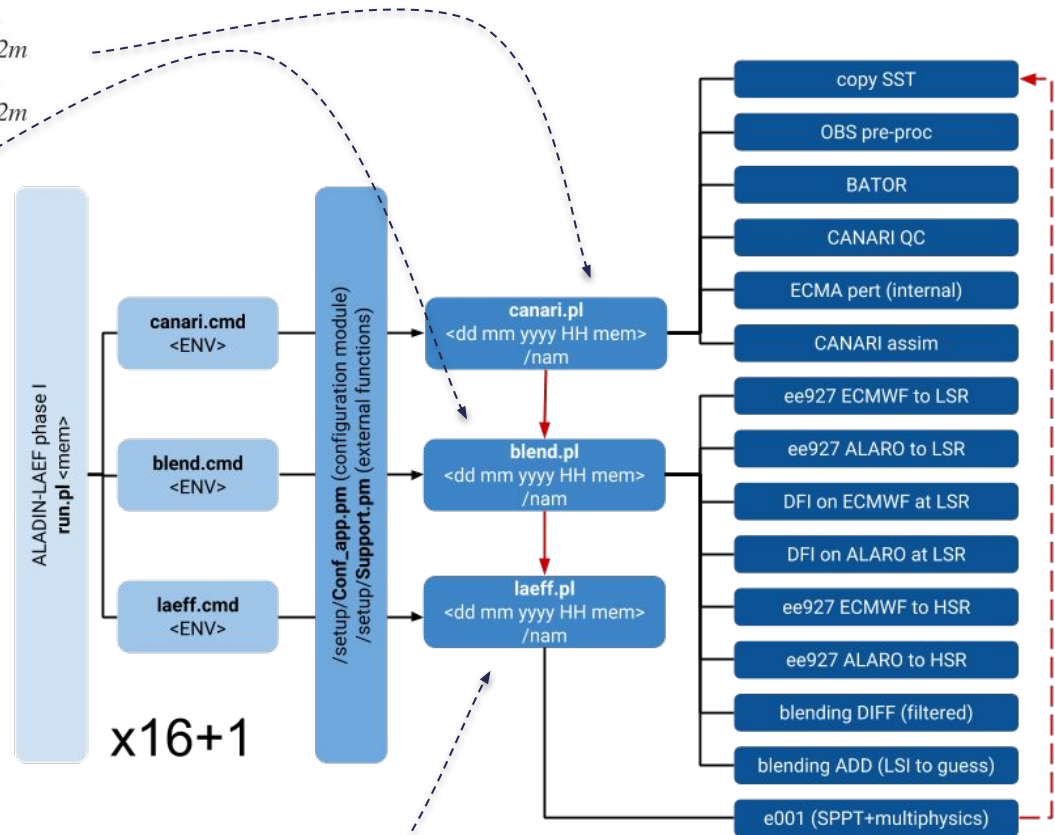 2m
2m
ALADIN-LAEF phase I
run.pl <mem>
canari.cmd
<ENV>
blend.cmd
<ENV>
laeff.cmd
<ENV>
x16+1
/setup/Conf_app.pm (configuration module)
/setup/Support.pm (external functions)
canari.pl
<dd mm yyyy HH mem>
/nam
blend.pl
<dd mm yyyy HH mem>
/nam
laeff.pl
<dd mm yyyy HH mem>
/nam
copy SST
OBS pre-proc
BATOR
CANARI QC
ECMA pert (internal)
CANARI assim
ee927 ECMWF to LSR
ee927 ALARO to LSR
DFI on ECMWF at LSR
DFI on ALARO at LSR
ee927 ECMWF to HSR
ee927 ALARO to HSR
blending DIFF (filtered)
blending ADD (LSI to guess)
e001 (SPPT+multiphysics)